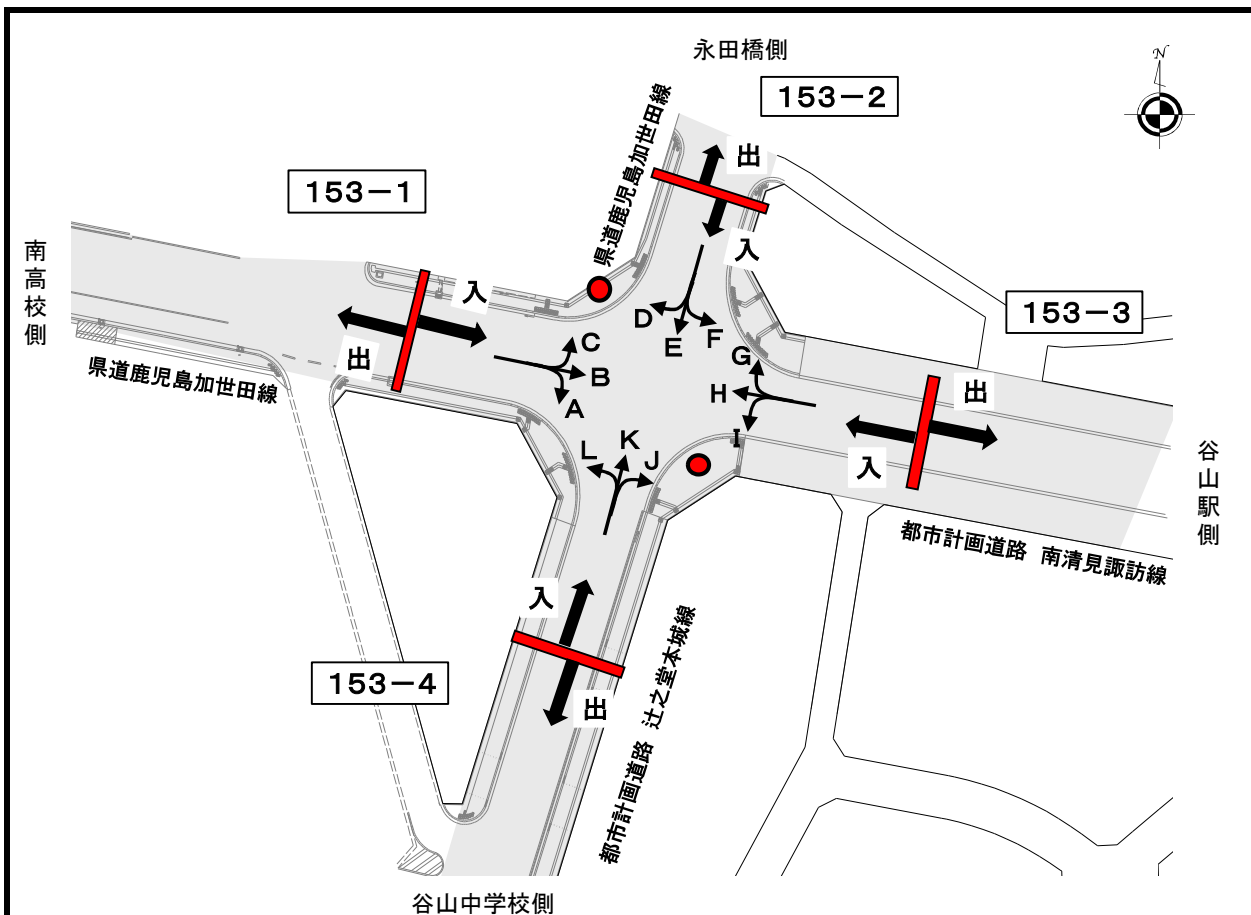 永田橋側
N
153-2
県道鹿児島加世田線
出
入
153-1
南高校側
入
出
県道鹿児島加世田線
D
E
F
C
B
A
G
H
I
153-3
出
入
谷山駅側
都市計画道路 南清見諏訪線
L
K
J
入
出
153-4
都市計画道路 辻之堂本城線
谷山中学校側